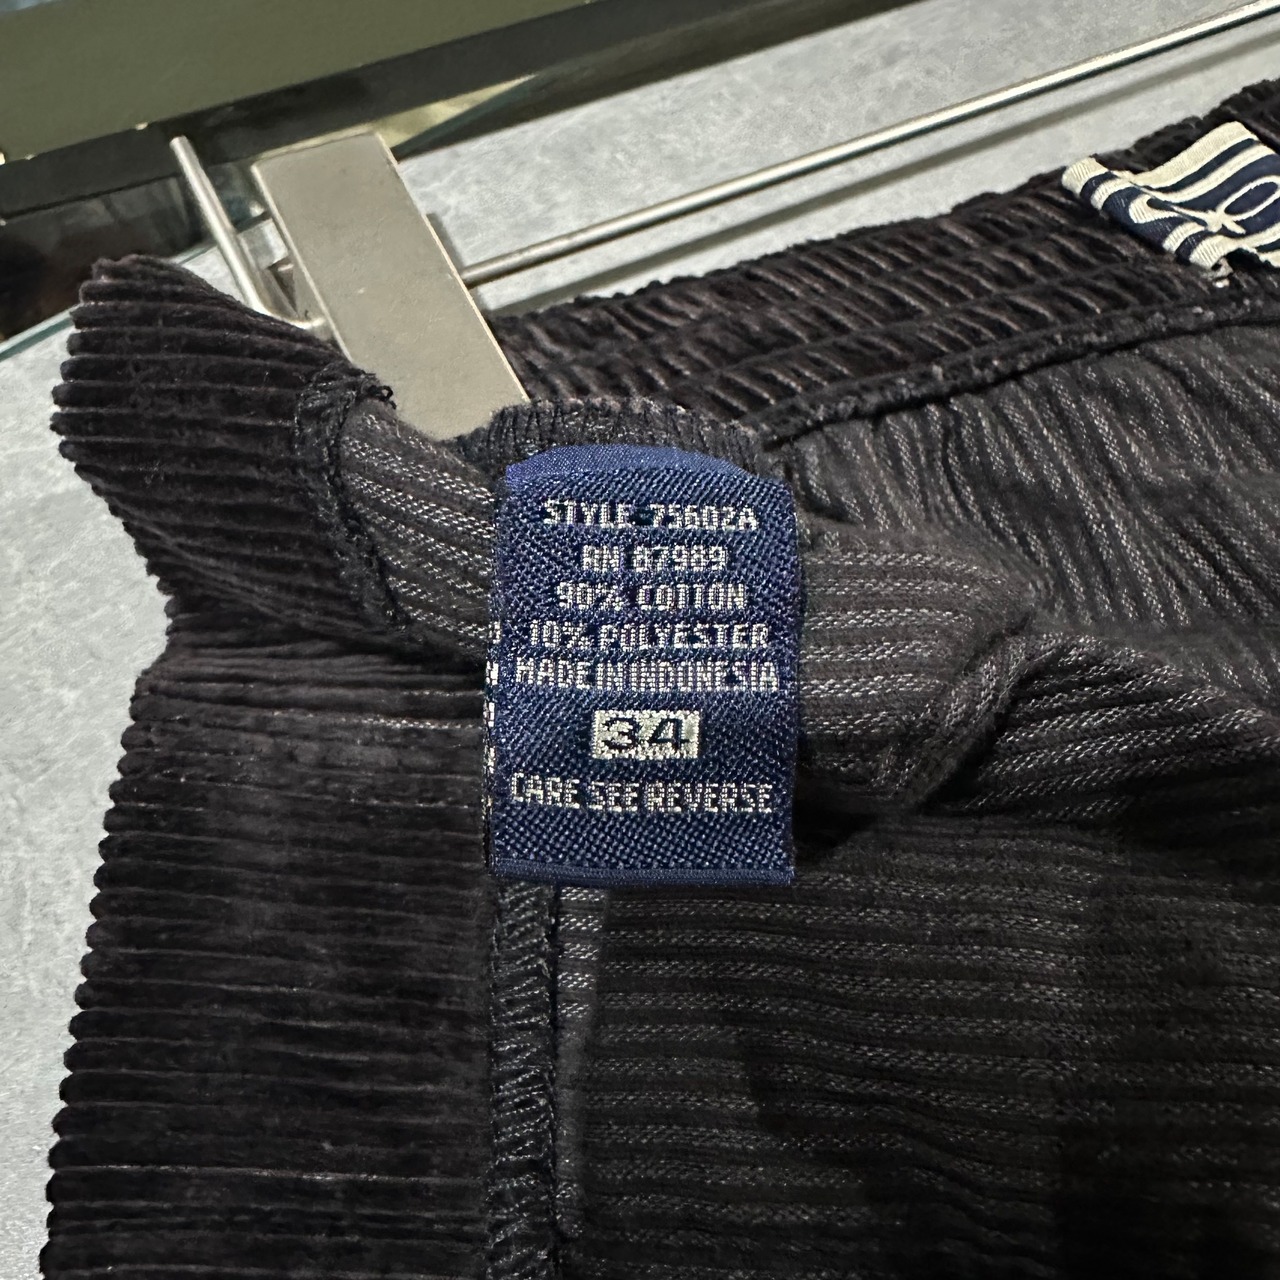 STYLE 75602A
RN 87989
90% COTTON
10% POLYESTER
MADE IN INDONESIA
34
CARE SEE REVERSE